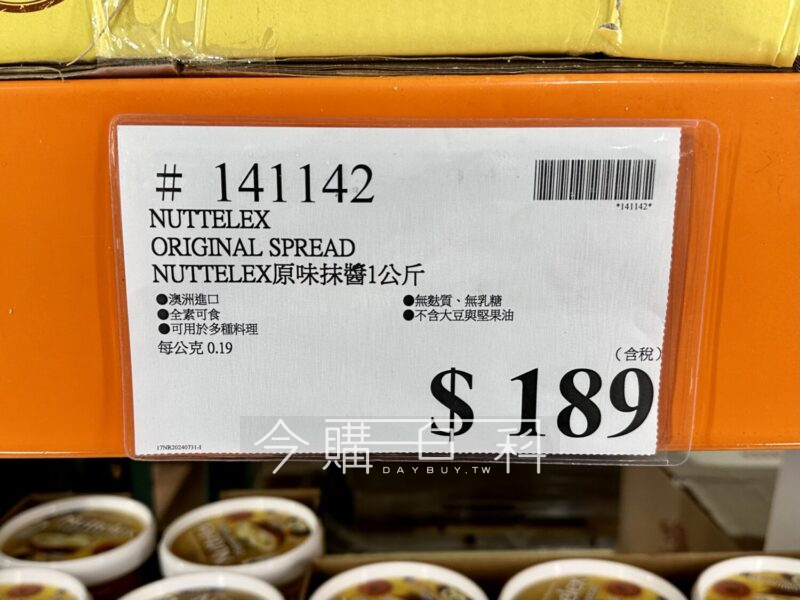 # 141142
*141142*
NUTTELEX
ORIGINAL SPREAD
NUTTELEX原味抹醬1公斤
●澳洲進口
●全素可食
●可用於多種料理
●無麩質、無乳糖
●不含大豆與堅果油
每公克 0.19
(含稅)
$ 189
17NR20240731-I
今購百科
DAYBUY.TW
Nuttelex